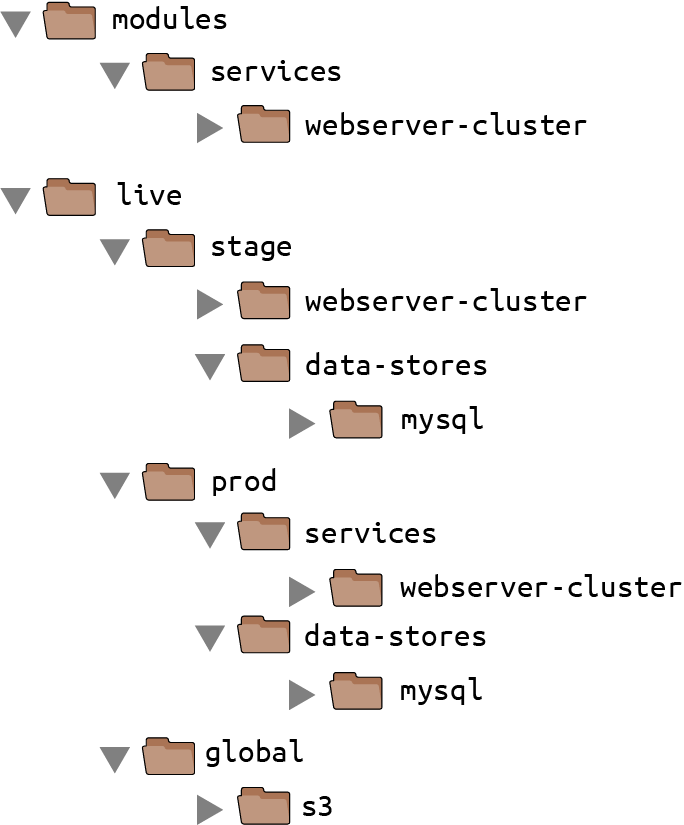 modules
services
webserver-cluster
live
stage
webserver-cluster
data-stores
mysql
prod
services
webserver-cluster
data-stores
mysql
global
s3